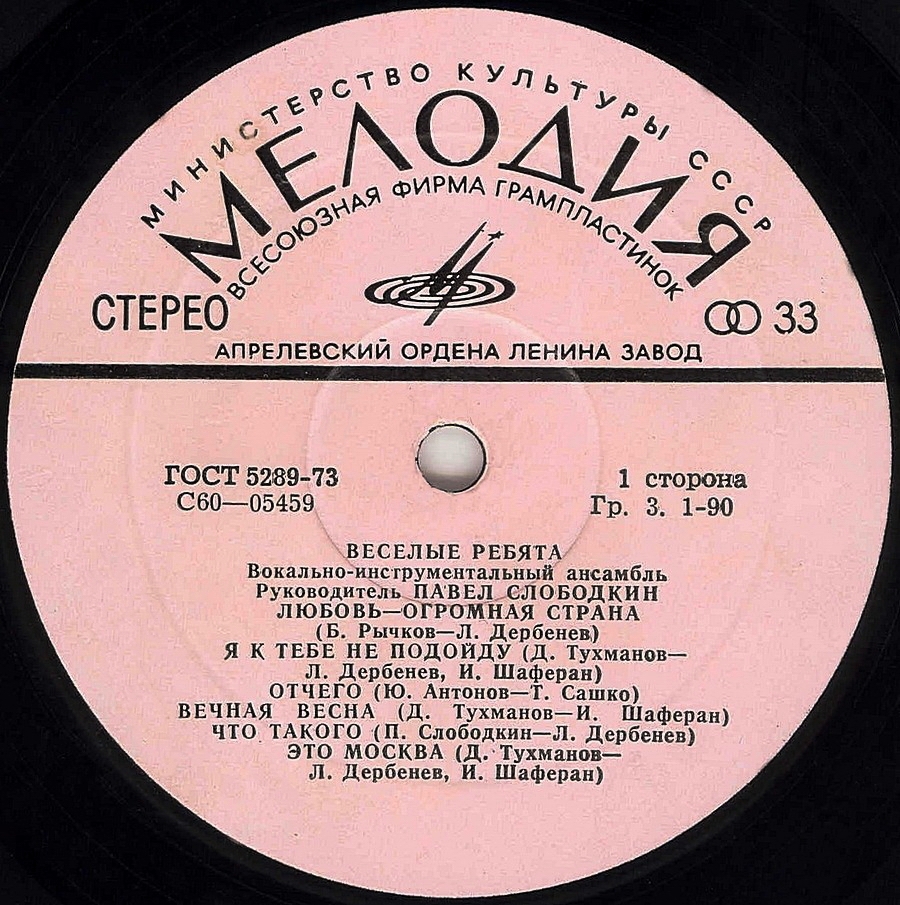 МИНИСТЕРСТВО КУЛЬТУРЫ СССР
МЕЛОДИЯ
ВСЕСОЮЗНАЯ ФИРМА ГРАМПЛАСТИНОК
СТЕРЕО
33
АПРЕЛЕВСКИЙ ОРДЕНА ЛЕНИНА ЗАВОД
ГОСТ 5289-73
1 сторона
С60—05459
Гр. 3. 1-90
ВЕСЕЛЫЕ РЕБЯТА
Вокально-инструментальный ансамбль
Руководитель ПАВЕЛ СЛОБОДКИН
ЛЮБОВЬ—ОГРОМНАЯ СТРАНА
(Б. Рычков—Л. Дербенев)
Я К ТЕБЕ НЕ ПОДОЙДУ (Д. Тухманов—
Л. Дербенев, И. Шаферан)
ОТЧЕГО (Ю. Антонов—Т. Сашко)
ВЕЧНАЯ ВЕСНА (Д. Тухманов—И. Шаферан)
ЧТО ТАКОГО (П. Слободкин—Л. Дербенев)
ЭТО МОСКВА (Д. Тухманов—
Л. Дербенев, И. Шаферан)